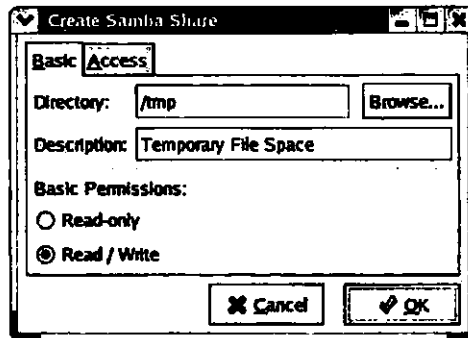 Create Samba Share
Basic Access
Directory: /tmp Browse...
Description: Temporary File Space
Basic Permissions:
Read-only
Read / Write
Cancel OK